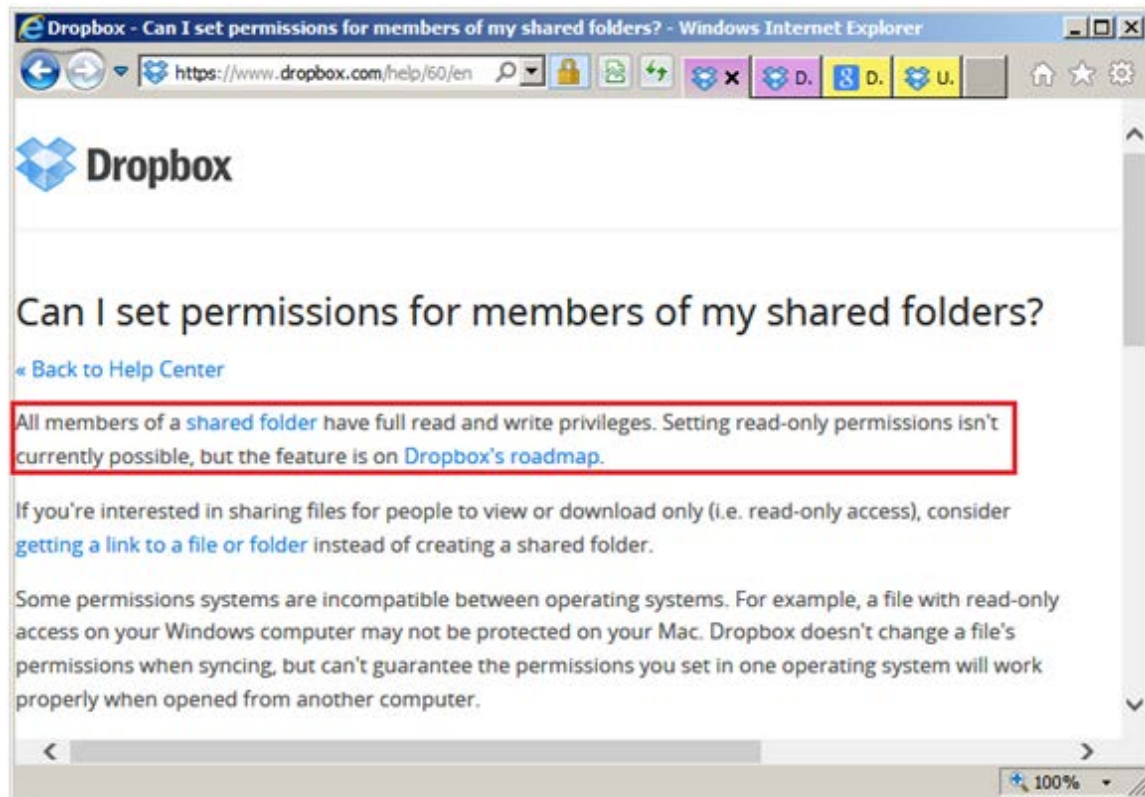 Dropbox - Can I set permissions for members of my shared folders? - Windows Internet Explorer
https://www.dropbox.com/help/60/en
D.
D.
U.
Dropbox
Can I set permissions for members of my shared folders?
« Back to Help Center
All members of a shared folder have full read and write privileges. Setting read-only permissions isn't
currently possible, but the feature is on Dropbox's roadmap.
If you're interested in sharing files for people to view or download only (i.e. read-only access), consider
getting a link to a file or folder instead of creating a shared folder.
Some permissions systems are incompatible between operating systems. For example, a file with read-only
access on your Windows computer may not be protected on your Mac. Dropbox doesn't change a file's
permissions when syncing, but can't guarantee the permissions you set in one operating system will work
properly when opened from another computer.
100%